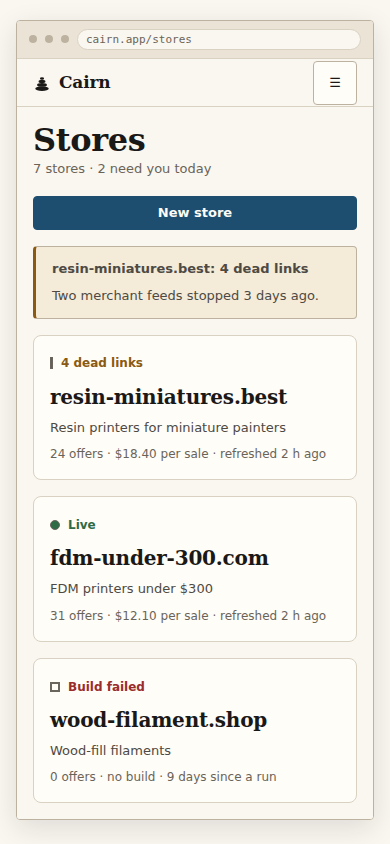 cairn.app/stores
Cairn
Stores
7 stores · 2 need you today
New store
resin-miniatures.best: 4 dead links
Two merchant feeds stopped 3 days ago.
4 dead links
resin-miniatures.best
Resin printers for miniature painters
24 offers · $18.40 per sale · refreshed 2 h ago
Live
fdm-under-300.com
FDM printers under $300
31 offers · $12.10 per sale · refreshed 2 h ago
Build failed
wood-filament.shop
Wood-fill filaments
0 offers · no build · 9 days since a run